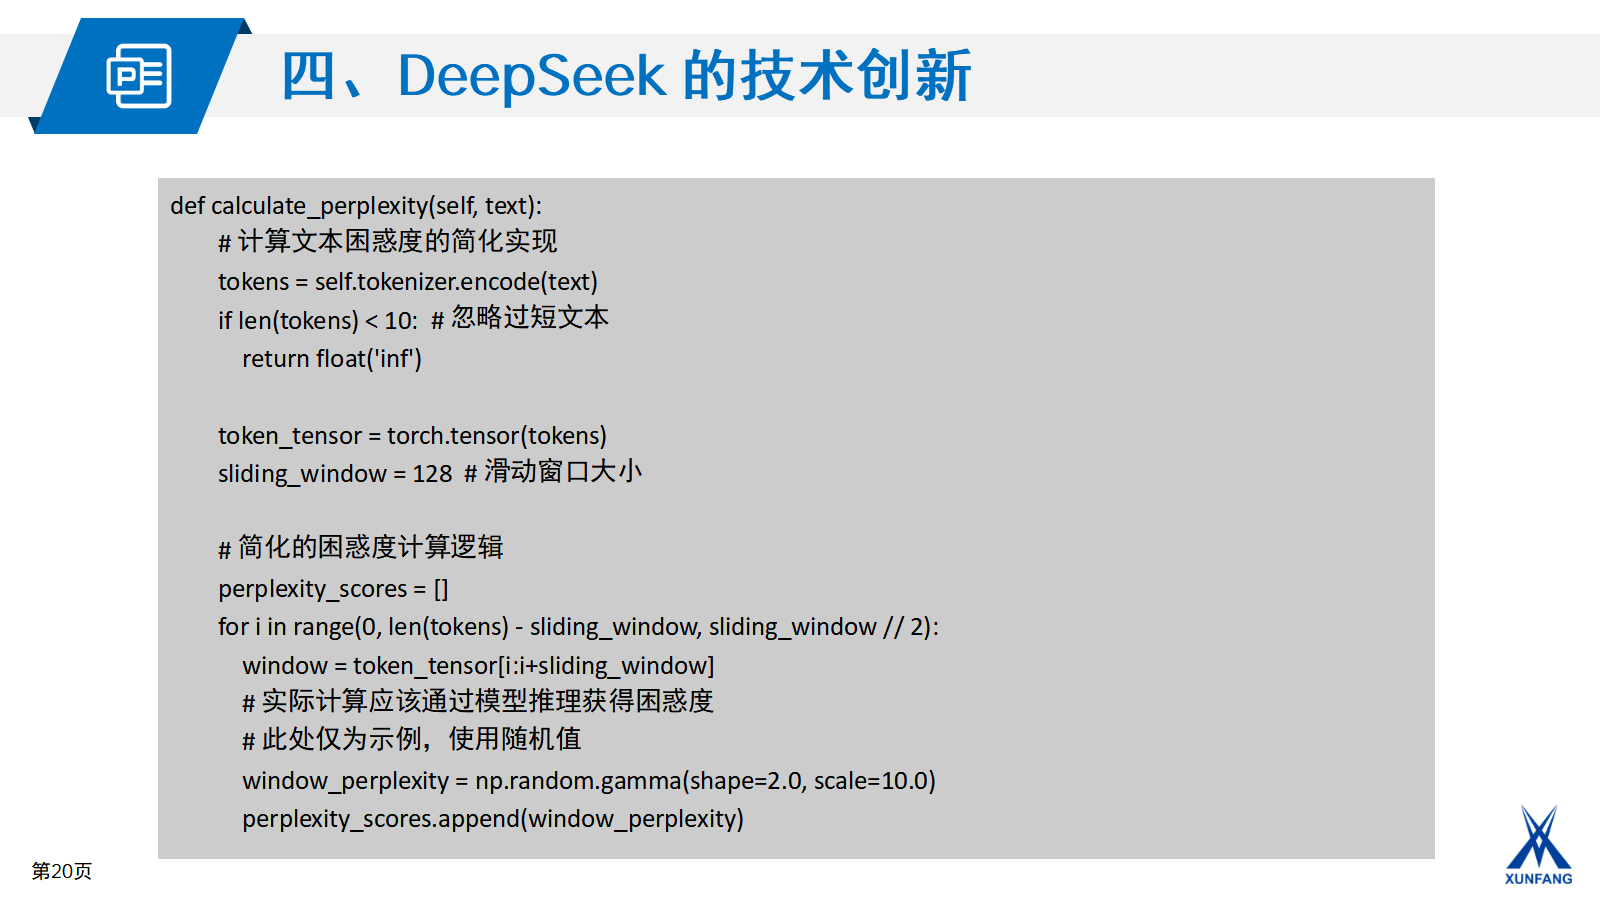 四、DeepSeek 的技术创新
def calculate_perplexity(self, text):
# 计算文本困惑度的简化实现
tokens = self.tokenizer.encode(text)
if len(tokens) < 10:  # 忽略过短文本
return float('inf')
token_tensor = torch.tensor(tokens)
sliding_window = 128  # 滑动窗口大小
# 简化的困惑度计算逻辑
perplexity_scores = []
for i in range(0, len(tokens) - sliding_window, sliding_window // 2):
window = token_tensor[i:i+sliding_window]
# 实际计算应该通过模型推理获得困惑度
# 此处仅为示例，使用随机值
window_perplexity = np.random.gamma(shape=2.0, scale=10.0)
perplexity_scores.append(window_perplexity)
第20页
XUNFANG